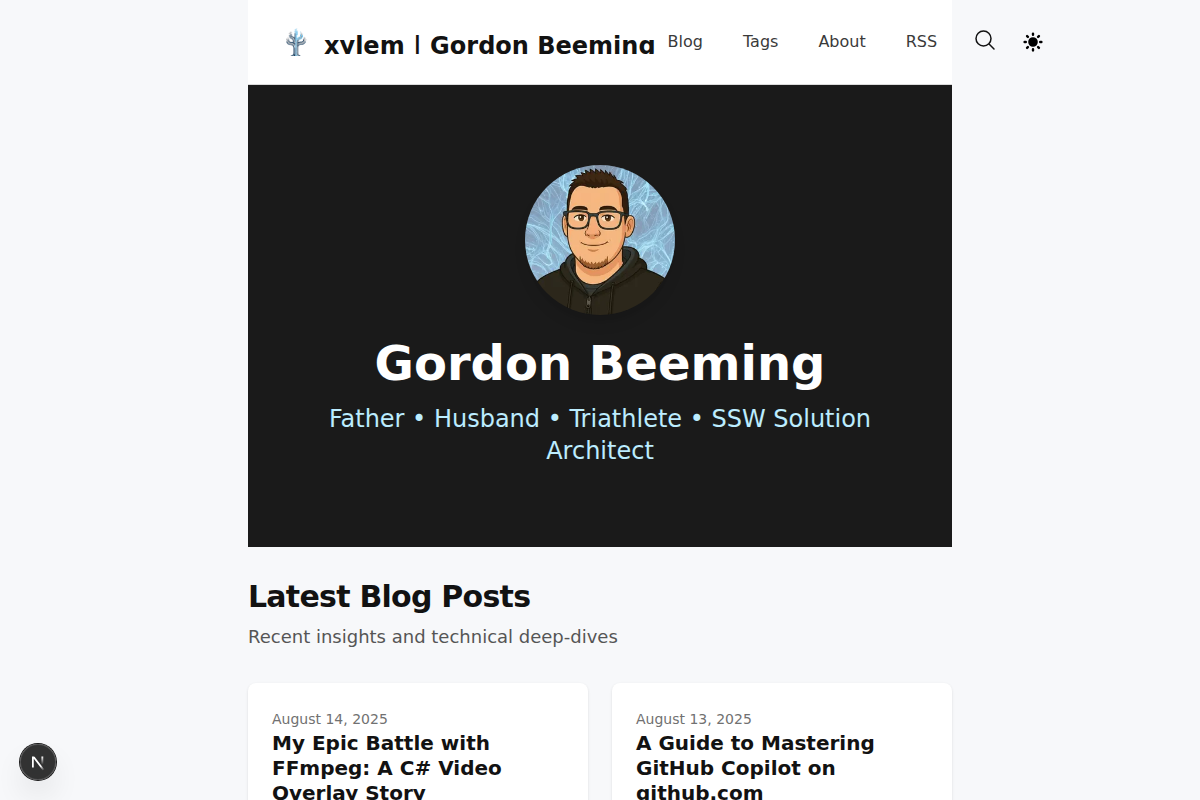 xvlem | Gordon Beeming
Blog
Tags
About
RSS
Gordon Beeming
Father • Husband • Triathlete • SSW Solution
Architect
Latest Blog Posts
Recent insights and technical deep-dives
August 14, 2025
My Epic Battle with
FFmpeg: A C# Video
Overlay Story
August 13, 2025
A Guide to Mastering
GitHub Copilot on
github.com
N